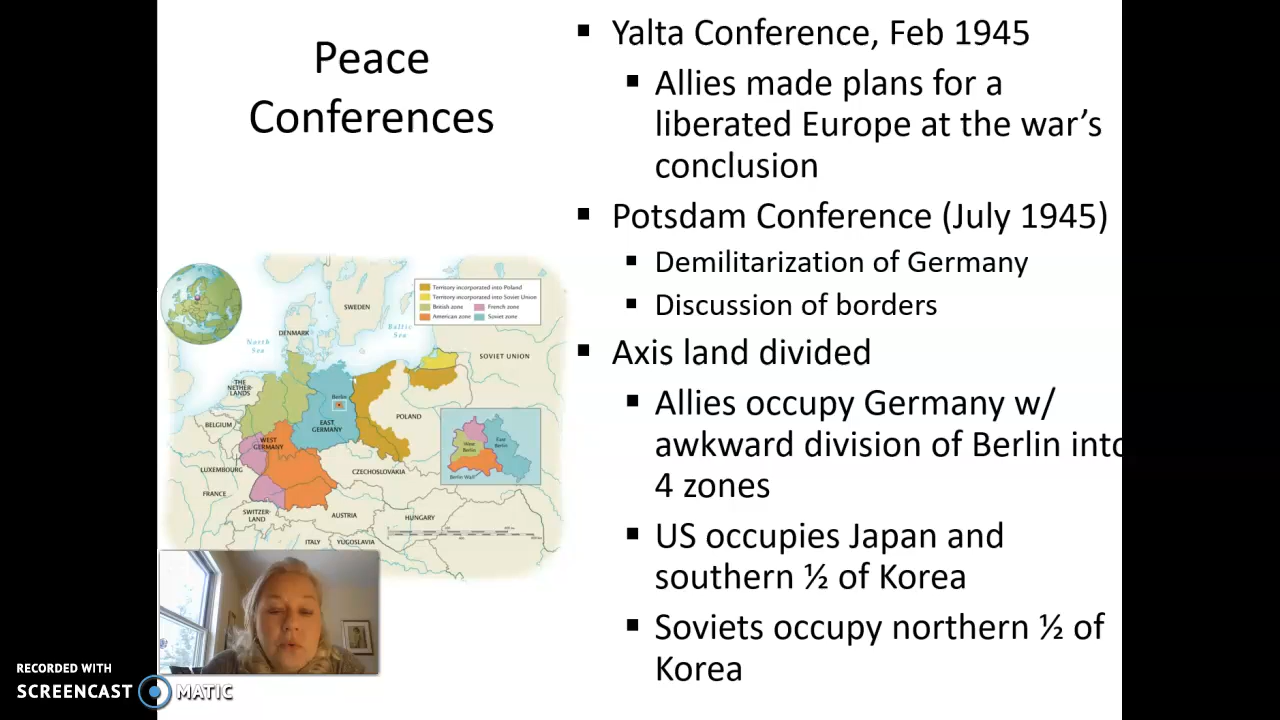 Peace
Conferences
▪ Yalta Conference, Feb 1945
▪ Allies made plans for a
liberated Europe at the war’s
conclusion
▪ Potsdam Conference (July 1945)
▪ Demilitarization of Germany
▪ Discussion of borders
▪ Axis land divided
▪ Allies occupy Germany w/
awkward division of Berlin into
4 zones
▪ US occupies Japan and
southern ½ of Korea
▪ Soviets occupy northern ½ of
Korea
Territory incorporated into Poland
Territory incorporated into Soviet Union
British zone
French zone
American zone
Soviet zone
SWEDEN
DENMARK
North
Sea
Baltic
Sea
SOVIET UNION
THE
NETHER-
LANDS
Berlin
BELGIUM
EAST
GERMANY
POLAND
WEST
GERMANY
West
Berlin
East
Berlin
Berlin Wall
LUXEMBOURG
CZECHOSLOVAKIA
FRANCE
SWITZER-
LAND
AUSTRIA
HUNGARY
ITALY
YUGOSLAVIA
RECORDED WITH
SCREENCAST MATIC